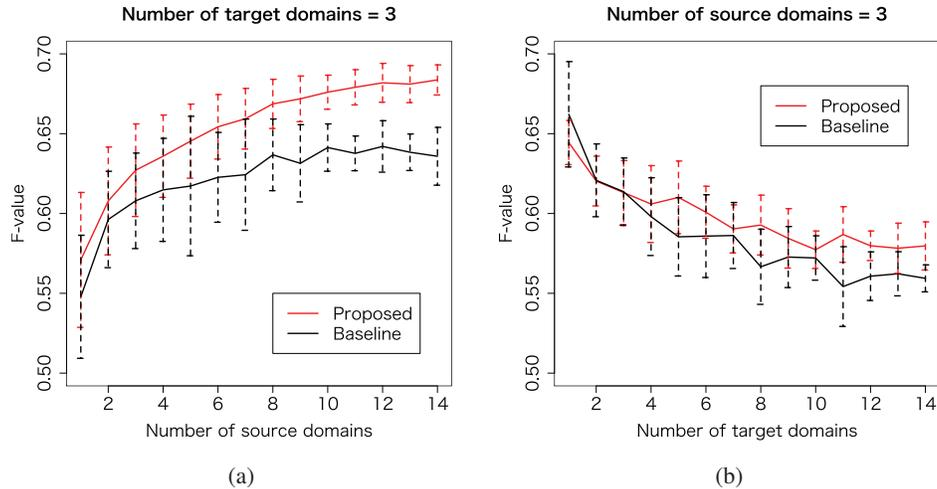 Number of target domains = 3
0.70
0.65
0.60
0.55
0.50
F-value
Proposed
Baseline
2 4 6 8 10 12 14
Number of source domains
(a)
Number of source domains = 3
0.70
0.65
0.60
0.55
0.50
F-value
Proposed
Baseline
2 4 6 8 10 12 14
Number of target domains
(b)